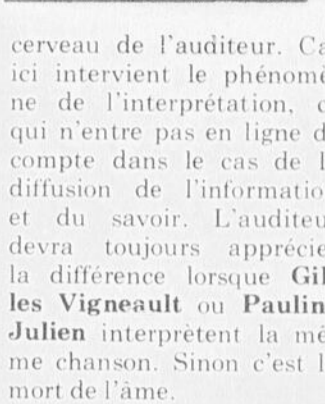 cerveau de l'auditeur. Ca
ici intervient le phénomè
ne de l'interprétation, c
qui n'entre pas en ligne d
compte dans le cas de l
diffusion de l'informatio
et du savoir. L'auditeu
devra toujours apprécie
la différence lorsque Gil
les Vigneault ou Paulin
Julien interprètent la mê
me chanson. Sinon c'est l
mort de l'âme.